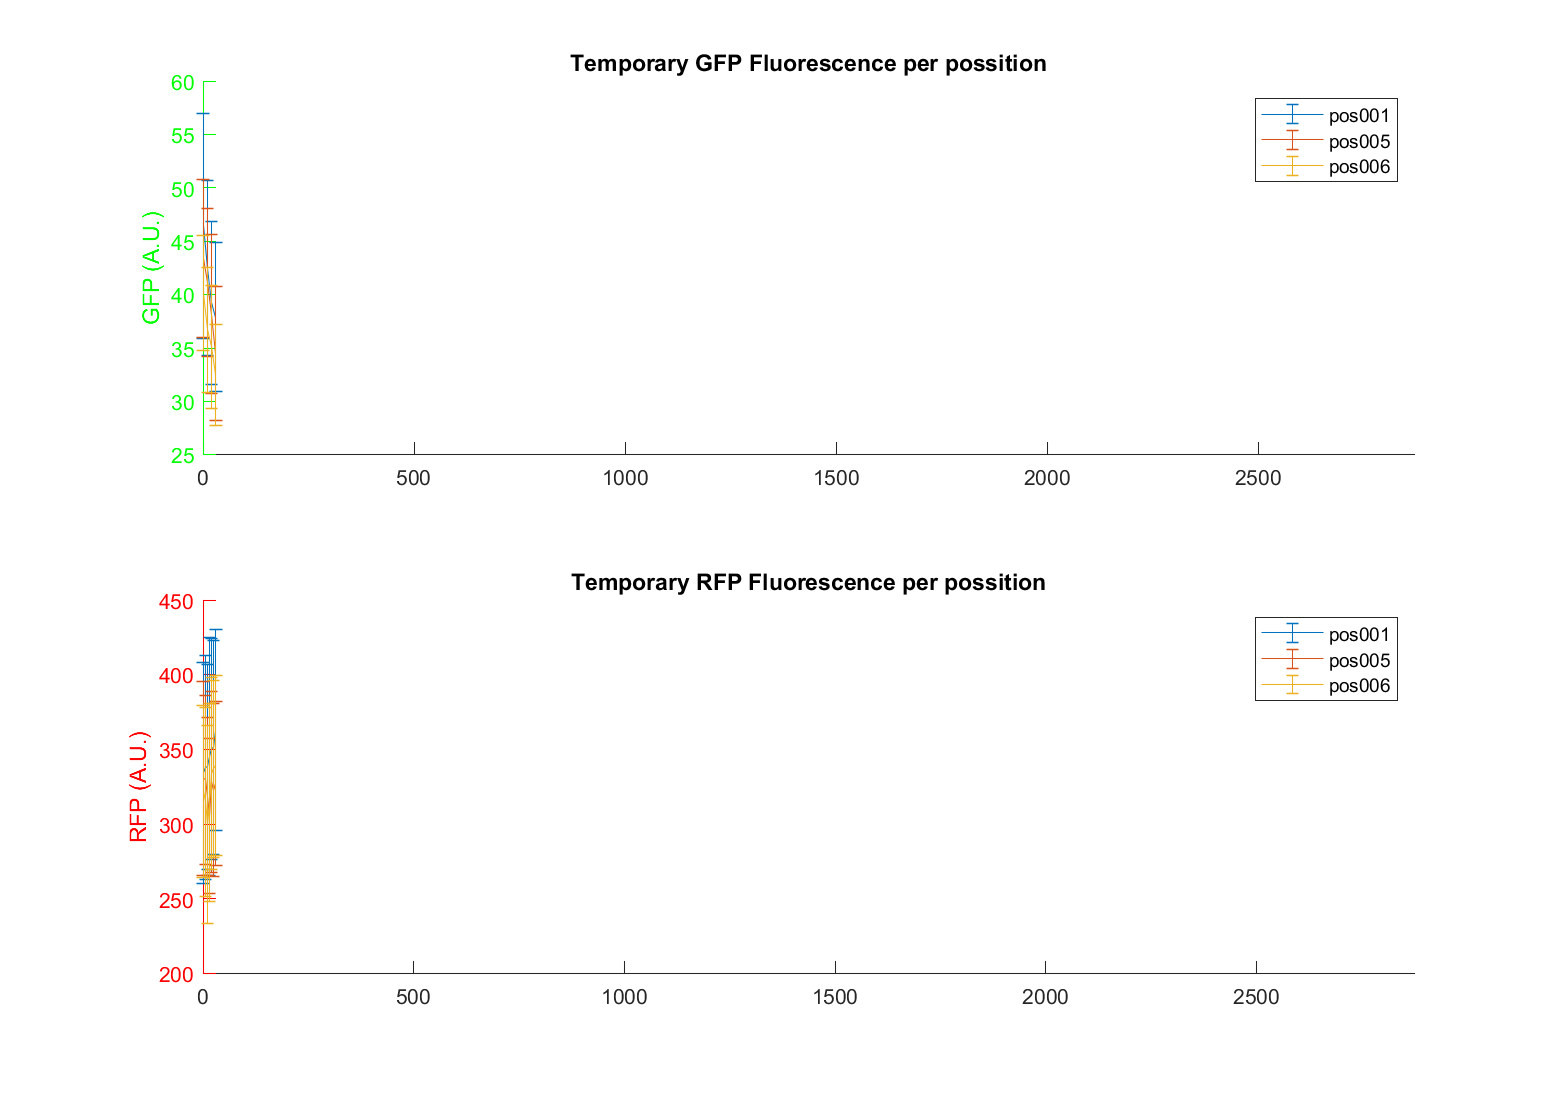 Temporary GFP Fluorescence per possition
60
55
50
45
40
35
30
25
GFP (A.U.)
pos001
pos005
pos006
0 500 1000 1500 2000 2500
Temporary RFP Fluorescence per possition
450
400
350
300
250
200
RFP (A.U.)
pos001
pos005
pos006
0 500 1000 1500 2000 2500